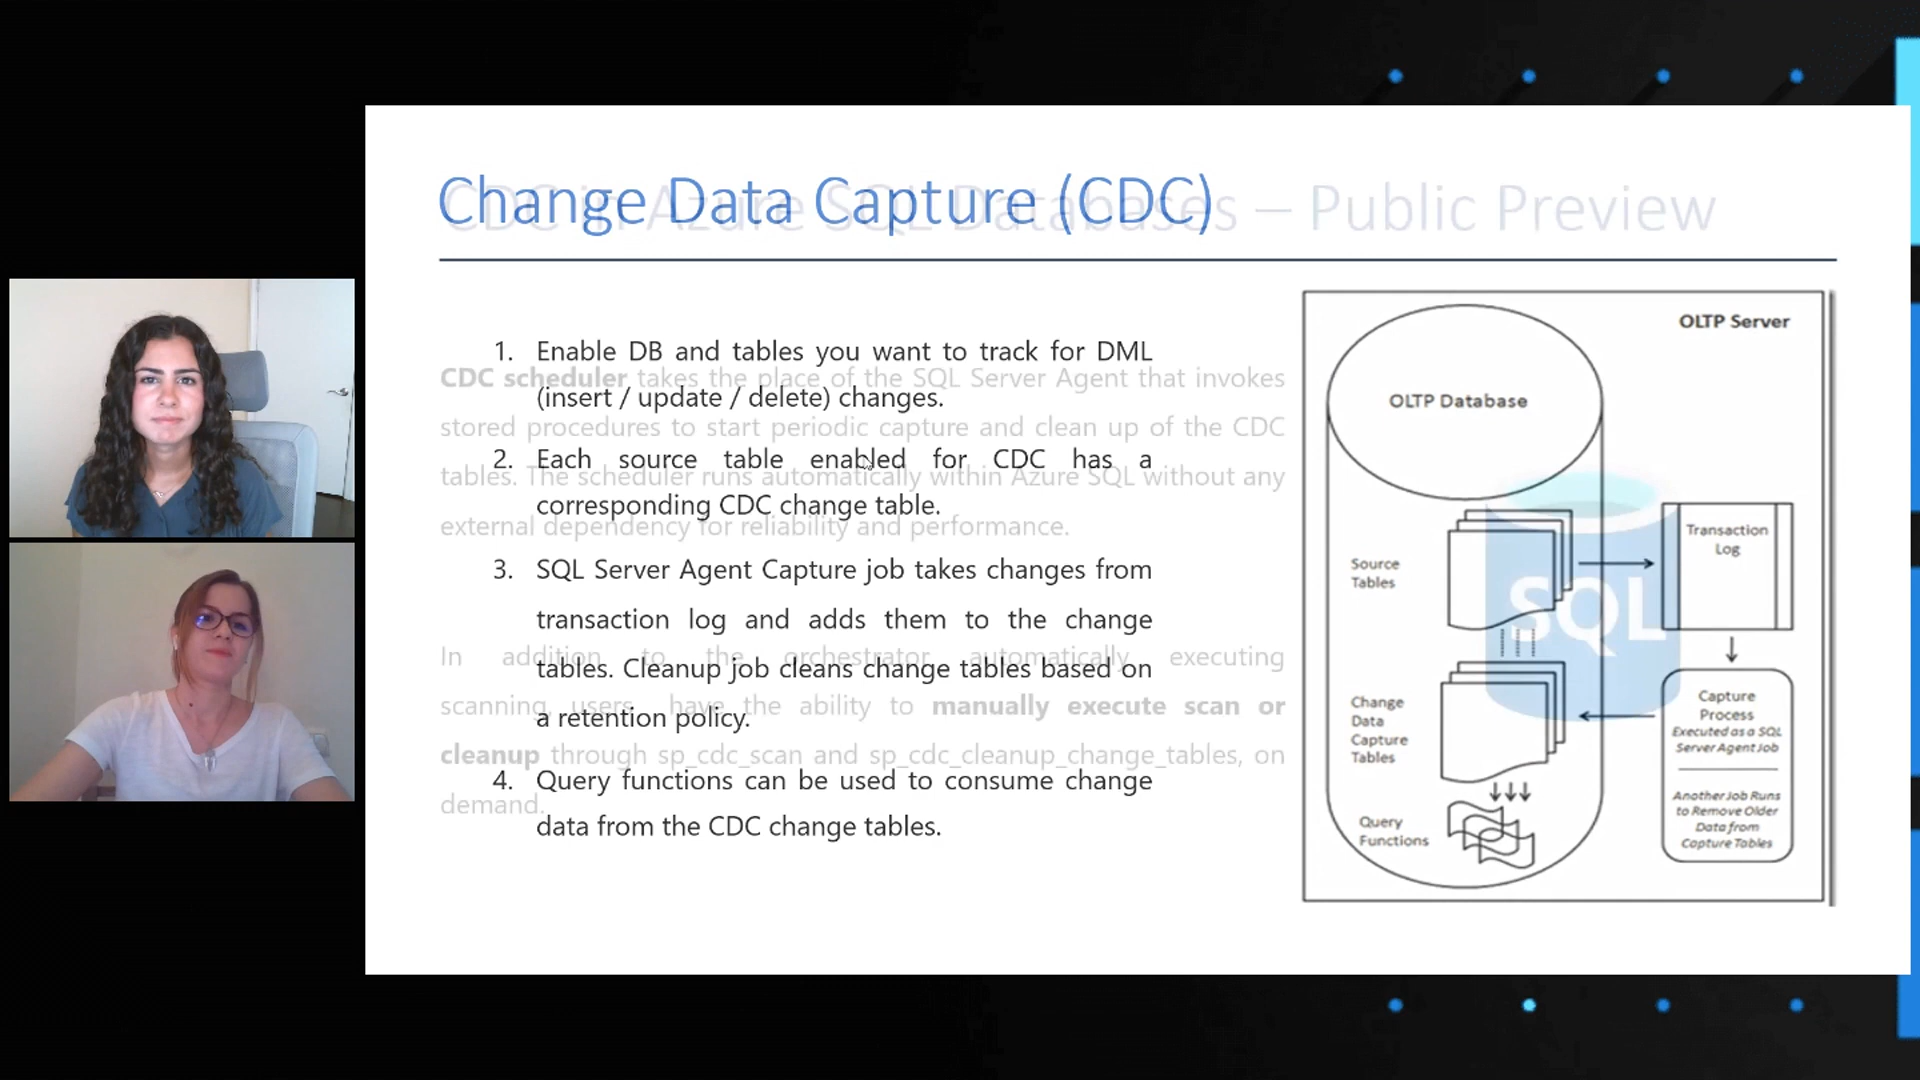 Change Data Capture (CDC)
CDC in Azure SQL Databases – Public Preview
1. Enable DB and tables you want to track for DML
(insert / update / delete) changes.
2. Each source table enabled for CDC has a
corresponding CDC change table.
3. SQL Server Agent Capture job takes changes from
transaction log and adds them to the change
tables. Cleanup job cleans change tables based on
a retention policy.
4. Query functions can be used to consume change
data from the CDC change tables.
CDC scheduler takes the place of the SQL Server Agent that invokes
stored procedures to start periodic capture and clean up of the CDC
tables. The scheduler runs automatically within Azure SQL without any
external dependency for reliability and performance.
In addition to the orchestrator automatically executing
scanning, users have the ability to manually execute scan or
cleanup through sp_cdc_scan and sp_cdc_cleanup_change_tables, on
demand.
OLTP Server
OLTP Database
Source
Tables
Transaction
Log
SQL
Change
Data
Capture
Tables
Capture
Process
Executed as a SQL
Server Agent Job
Another Job Runs
to Remove Older
Data from
Capture Tables
Query
Functions